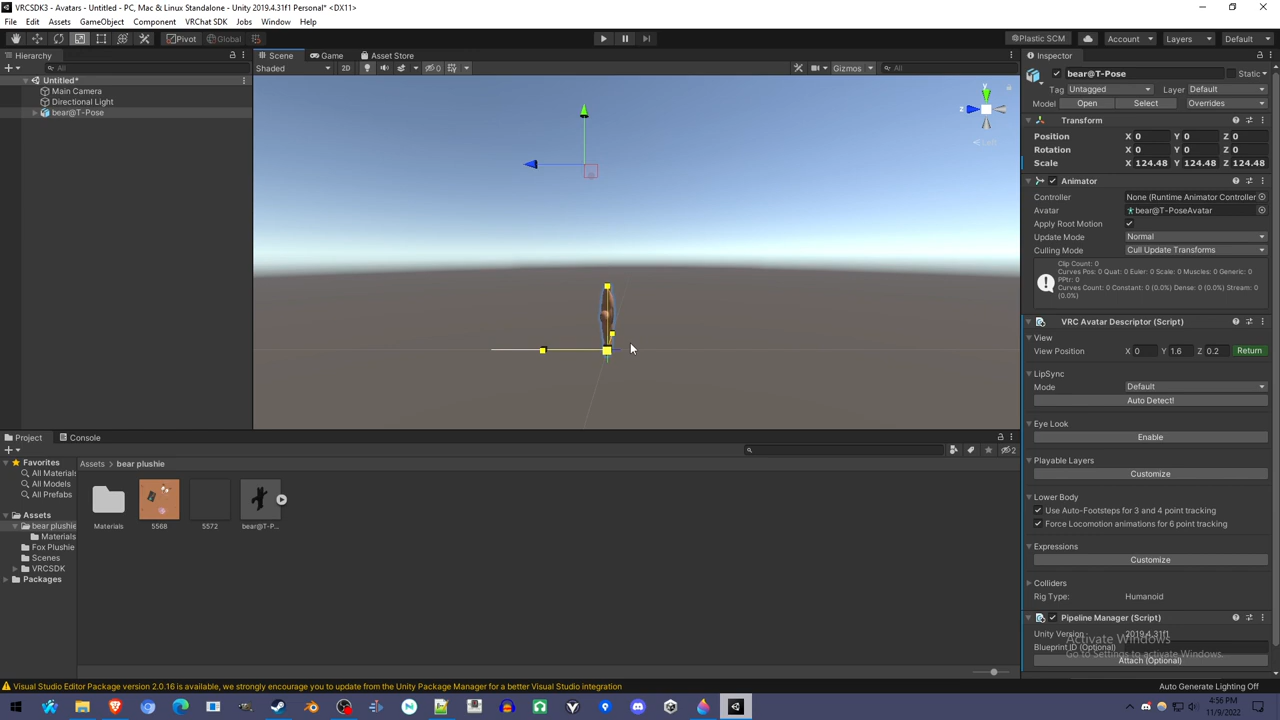 VRCSDK3 - Avatars - Untitled - PC, Mac & Linux Standalone - Unity 2019.4.31f1 Personal* <DX11>
File Edit Assets GameObject Component VRChat SDK Jobs Window Help
Pivot Global Plastic SCM Account Layers Default
Hierarchy Scene Game Asset Store Inspector
All Shaded 2D 0 Gizmos All bear@T-Pose Static
Untitled*
Main Camera Tag Untagged Layer Default
Directional Light Model Open Select Overrides
bear@T-Pose y z Left
Transform
Position X 0 Y 0 Z 0
Rotation X 0 Y 0 Z 0
Scale X 124.48 Y 124.48 Z 124.48
Animator
Controller None (Runtime Animator Controller
Avatar bear@T-PoseAvatar
Apply Root Motion
Update Mode Normal
Culling Mode Cull Update Transforms
Clip Count: 0
Curves Pos: 0 Quat: 0 Euler: 0 Scale: 0 Muscles: 0 Generic: 0
PPtr: 0
Curves Count: 0 Constant: 0 (0.0%) Dense: 0 (0.0%) Stream: 0
(0.0%)
VRC Avatar Descriptor (Script)
View
View Position X 0 Y 1.6 Z 0.2 Return
LipSync
Mode Default
Auto Detect!
Eye Look
Enable
Playable Layers
Customize
Lower Body
Use Auto-Footsteps for 3 and 4 point tracking
Force Locomotion animations for 6 point tracking
Expressions
Customize
Colliders
Rig Type: Humanoid
Pipeline Manager (Script)
Unity Version 2019.4.31f1
Blueprint ID (Optional)
Attach (Optional)
Activate Windows
Go to Settings to activate Windows.
Project Console
2
Favorites
All Materials
All Models
All Prefabs
Assets
bear plushie
Materials
Fox Plushie
Scenes
VRCSDK
Packages
Assets > bear plushie
Materials 5568 5572 bear@T-P...
Visual Studio Editor Package version 2.0.16 is available, we strongly encourage you to update from the Unity Package Manager for a better Visual Studio integration
Auto Generate Lighting Off
4:56 PM
11/9/2022